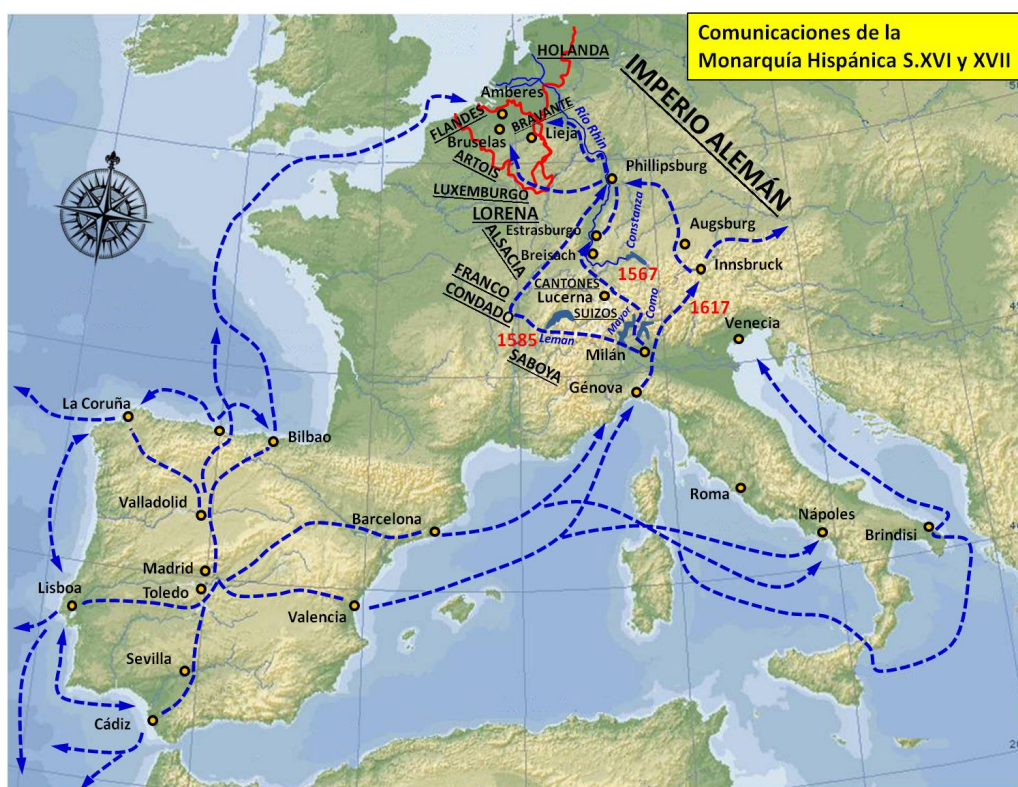 Comunicaciones de la
Monarquía Hispánica S.XVI y XVII
HOLANDA
IMPERIO ALEMÁN
Amberes
FLANDES
BRAVANTE
Río Rhin
Bruselas
Lieja
ARTOIS
Phillipsburg
LUXEMBURGO
LORENA
Constanza
Estrasburgo
Augsburg
ALSACIA
Breisach
Innsbruck
1567
FRANCO
CONDADO
CANTONES
Lucerna
SUIZOS
Como
1617
Mayor
Venecia
1585
Leman
Milán
SABOYA
Génova
La Coruña
Bilbao
Valladolid
Roma
Barcelona
Nápoles
Brindisi
Madrid
Lisboa
Toledo
Valencia
Sevilla
Cádiz